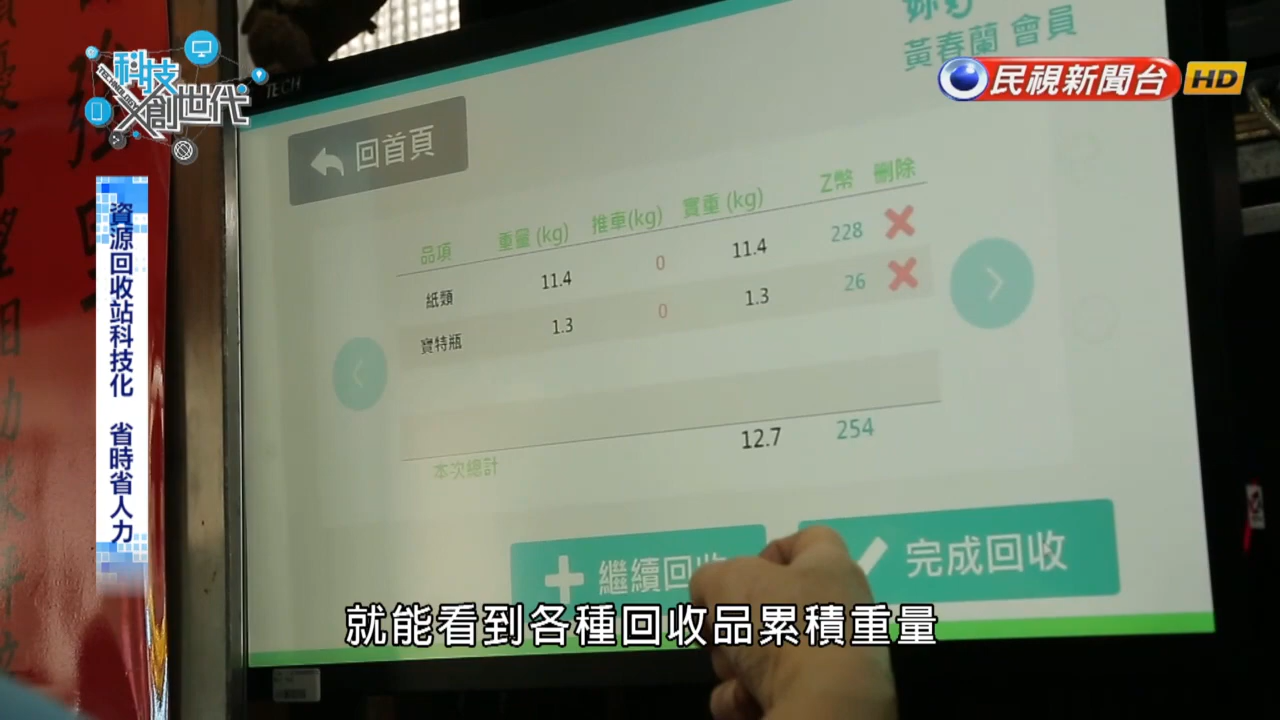 科技
X創世代
民視新聞台 HD
資源回收站科技化 省時省人力
TECH
妳好
黃春蘭 會員
回首頁
品項 重量 (kg) 推車(kg) 實重 (kg) Z幣 刪除
紙類 11.4 0 11.4 228
寶特瓶 1.3 0 1.3 26
本次總計 12.7 254
繼續回收
完成回收
就能看到各種回收品累積重量